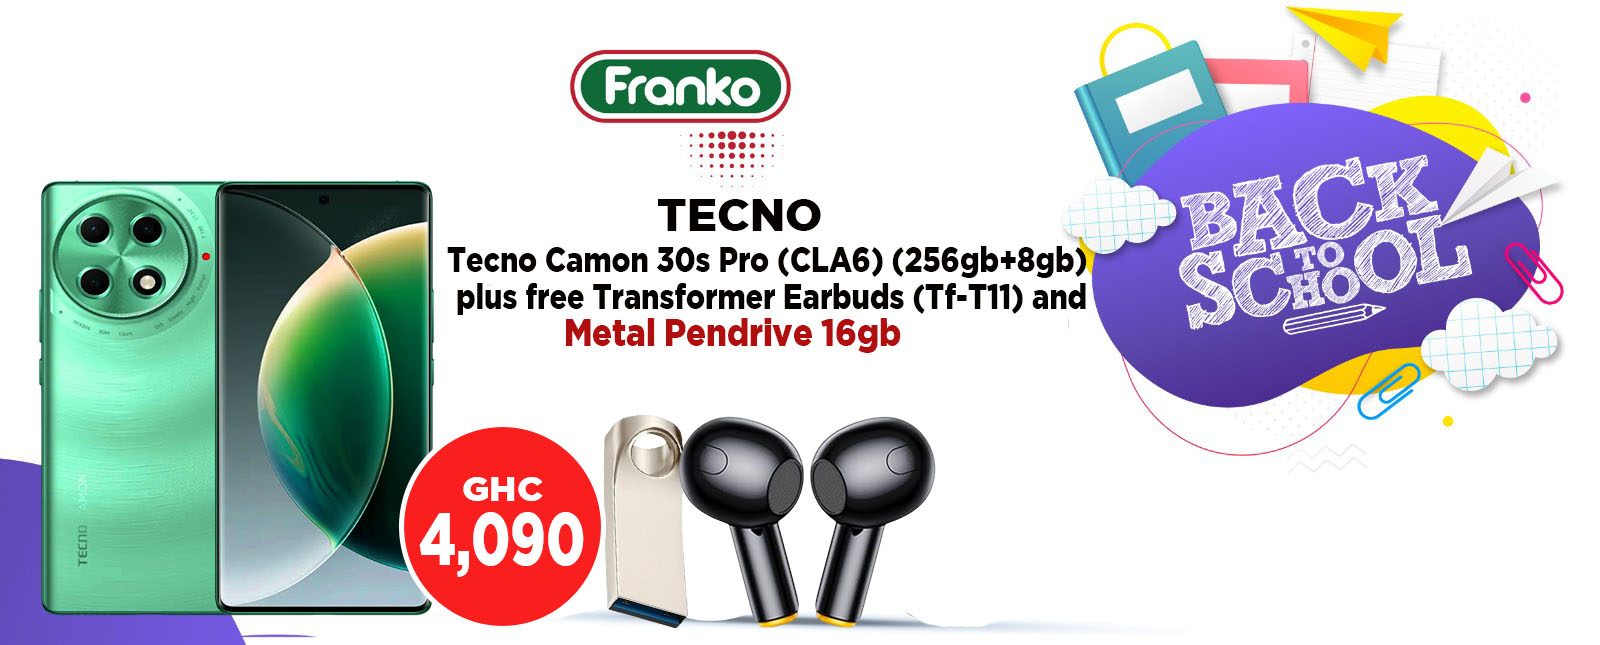 Franko
TECNO
Tecno Camon 30s Pro (CLA6) (256gb+8gb)
plus free Transformer Earbuds (Tf-T11) and
Metal Pendrive 16gb
GHC
4,090
TECNO CAMON
BACK
TO
SCHOOL